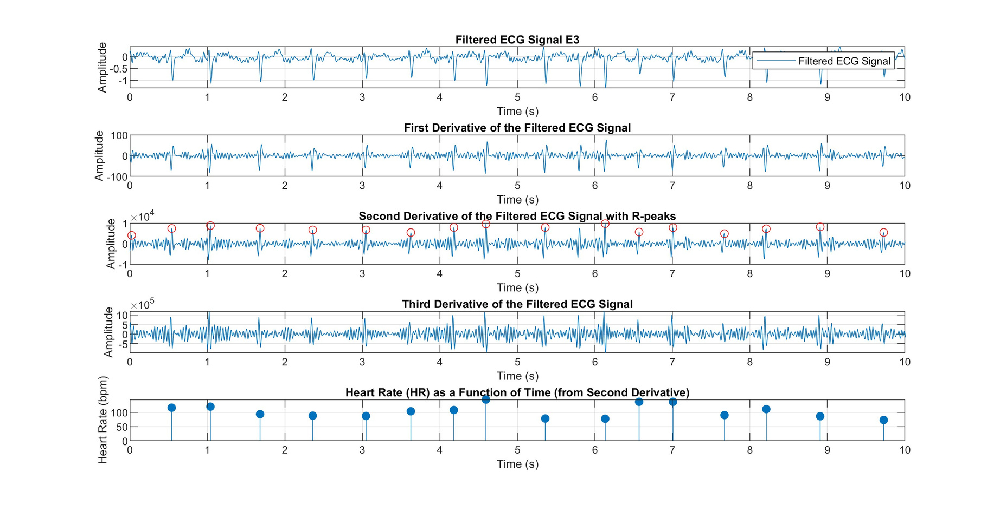 Filtered ECG Signal E3
Amplitude
0
-0.5
-1
Filtered ECG Signal
0 1 2 3 4 5 6 7 8 9 10
Time (s)
First Derivative of the Filtered ECG Signal
Amplitude
100
0
-100
0 1 2 3 4 5 6 7 8 9 10
Time (s)
Second Derivative of the Filtered ECG Signal with R-peaks
×10^4
Amplitude
1
0
-1
0 1 2 3 4 5 6 7 8 9 10
Time (s)
Third Derivative of the Filtered ECG Signal
×10^5
Amplitude
10
5
0
-5
0 1 2 3 4 5 6 7 8 9 10
Time (s)
Heart Rate (HR) as a Function of Time (from Second Derivative)
Heart Rate (bpm)
100
50
0
0 1 2 3 4 5 6 7 8 9 10
Time (s)